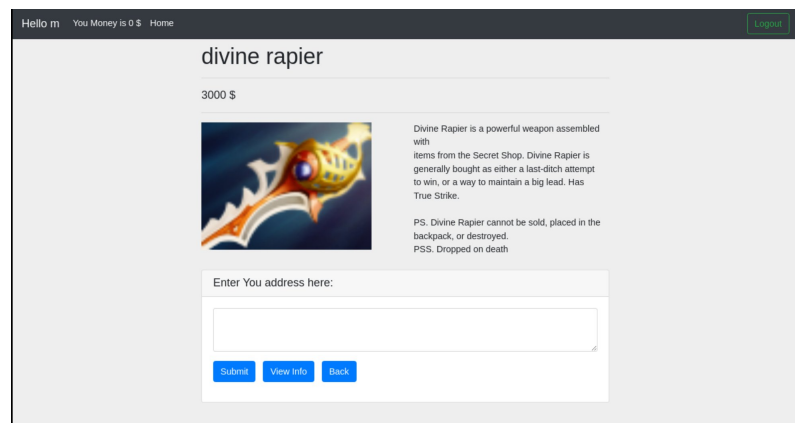 Hello m You Money is 0 $ Home Logout
divine rapier
3000 $
Divine Rapier is a powerful weapon assembled
with
items from the Secret Shop. Divine Rapier is
generally bought as either a last-ditch attempt
to win, or a way to maintain a big lead. Has
True Strike.
PS. Divine Rapier cannot be sold, placed in the
backpack, or destroyed.
PSS. Dropped on death
Enter You address here:
Submit View Info Back